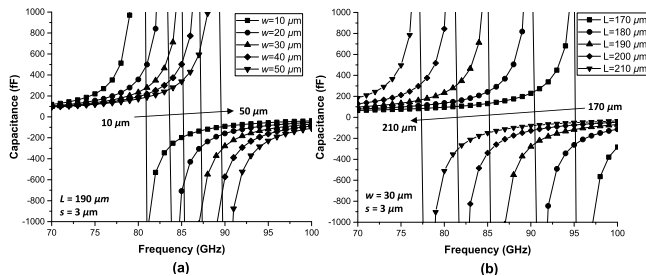 w=10 µm
w=20 µm
w=30 µm
w=40 µm
w=50 µm
1000
800
600
400
200
0
-200
-400
-600
-800
-1000
Capacitance (fF)
10 µm
50 µm
L = 190 µm
s = 3 µm
70 75 80 85 90 95 100
Frequency (GHz)
(a)
L=170 µm
L=180 µm
L=190 µm
L=200 µm
L=210 µm
1000
800
600
400
200
0
-200
-400
-600
-800
-1000
Capacitance (fF)
170 µm
210 µm
w = 30 µm
s = 3 µm
70 75 80 85 90 95 100
Frequency (GHz)
(b)